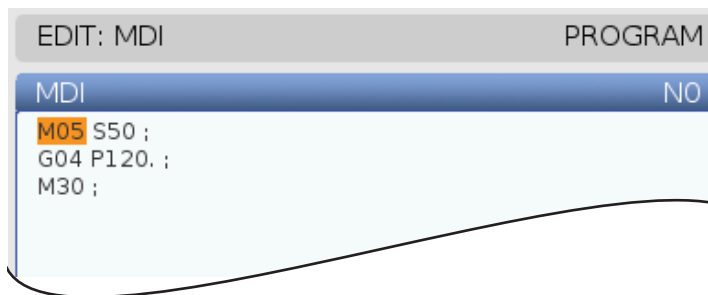 EDIT: MDI PROGRAM
MDI N0
M05 S50 ;
G04 P120. ;
M30 ;